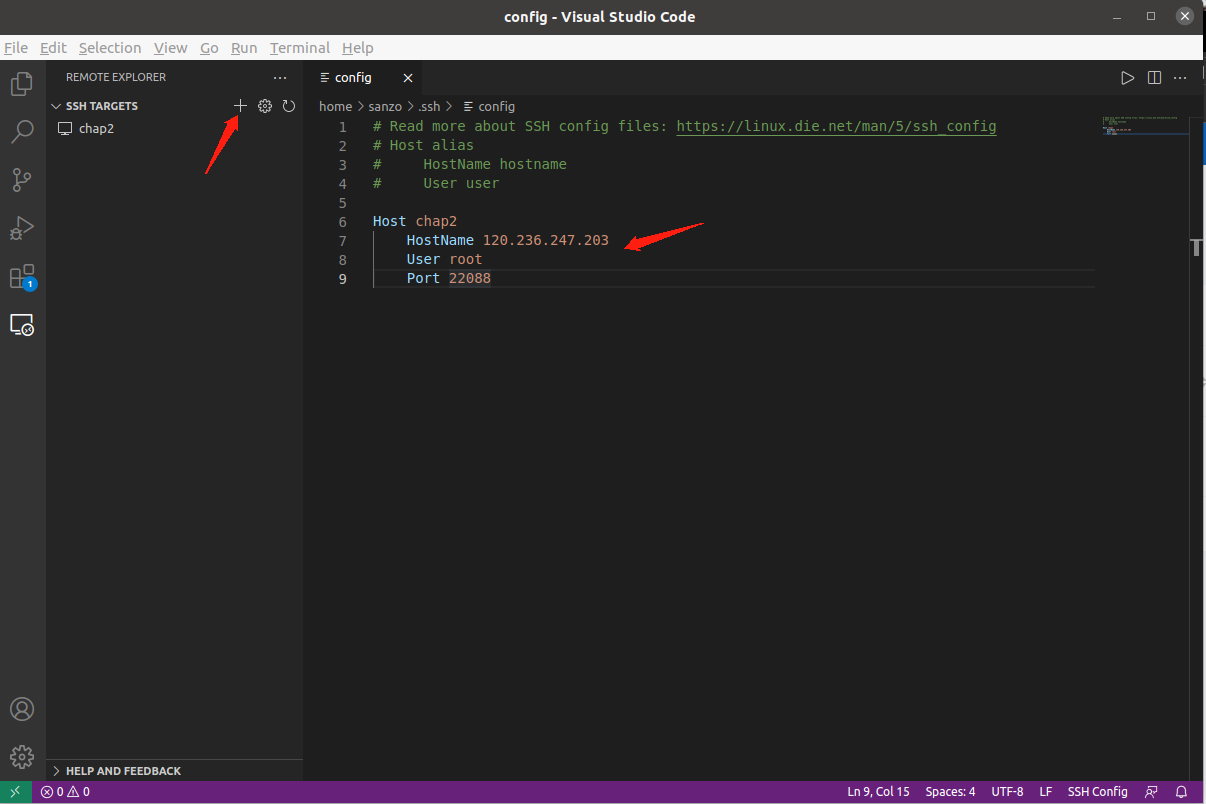 config - Visual Studio Code
File Edit Selection View Go Run Terminal Help
REMOTE EXPLORER
config
SSH TARGETS
home > sanzo > .ssh > config
chap2
1 # Read more about SSH config files: https://linux.die.net/man/5/ssh_config
2 # Host alias
3 #     HostName hostname
4 #     User user
5
6 Host chap2
7     HostName 120.236.247.203
8     User root
9     Port 22088
1
T
HELP AND FEEDBACK
0 0 Ln 9, Col 15 Spaces: 4 UTF-8 LF SSH Config